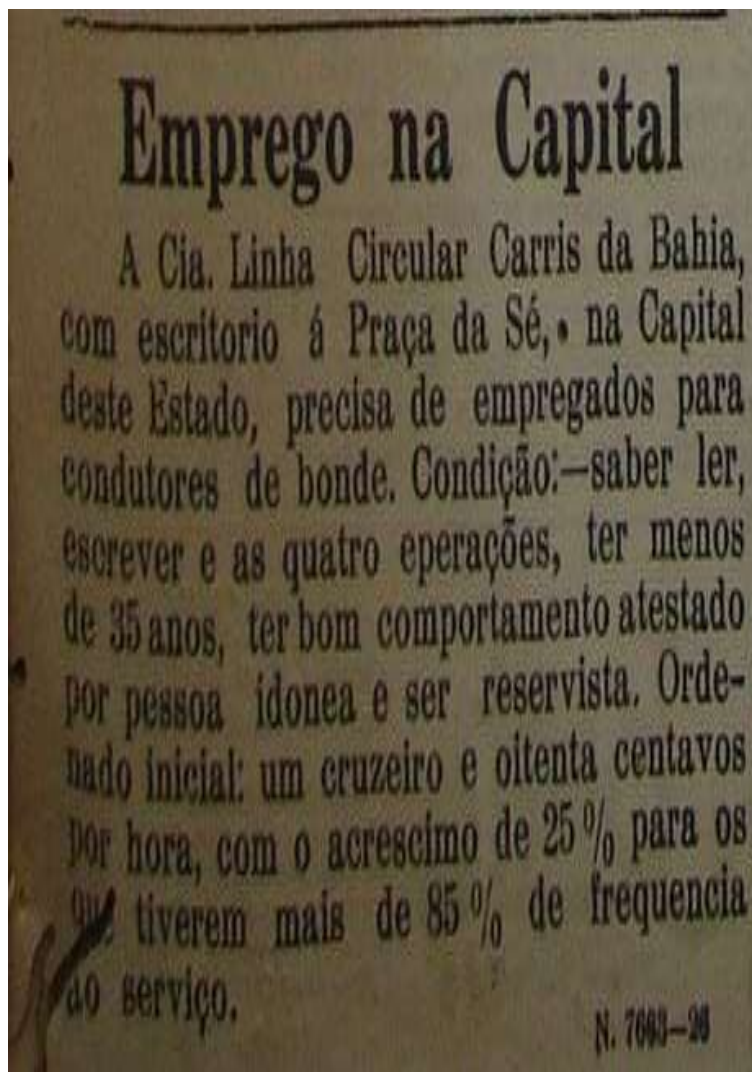 Emprego na Capital
A Cia. Linha Circular Carris da Bahia,
com escritorio á Praça da Sé, • na Capital
deste Estado, precisa de empregados para
condutores de bonde. Condição:—saber ler,
escrever e as quatro eperações, ter menos
de 35 anos, ter bom comportamento atestado
por pessoa idonea e ser reservista. Orde-
nado inicial: um cruzeiro e oitenta centavos
por hora, com o acrescimo de 25 % para os
que tiverem mais de 85 % de frequencia
ao serviço.
N.